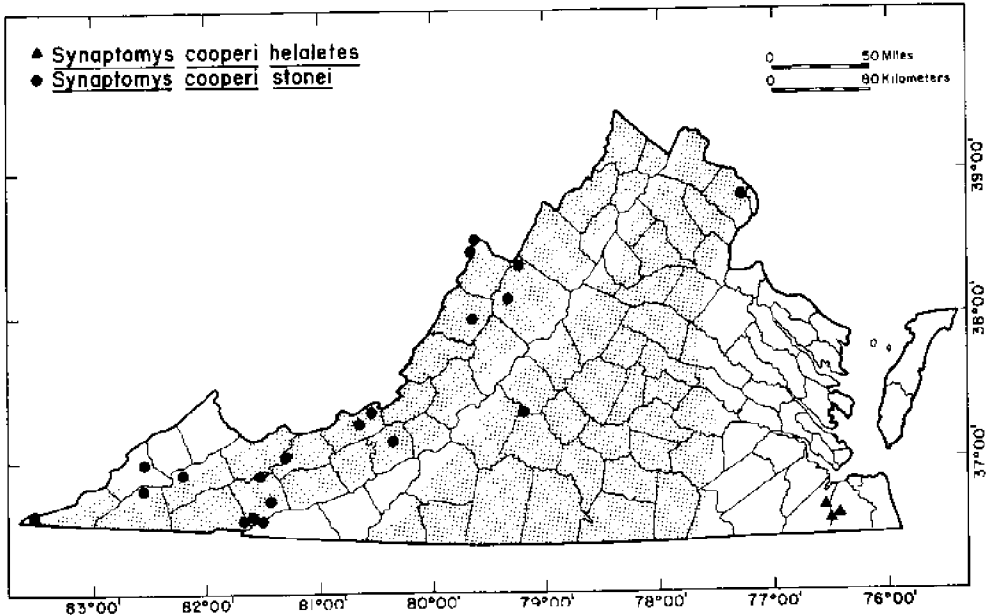 ▲ Synaptomys cooperi helaletes
● Synaptomys cooperi stonei
0 50 Miles
0 80 Kilometers
39°00'
38°00'
37°00'
83°00' 82°00' 81°00' 80°00' 79°00' 78°00' 77°00' 76°00'